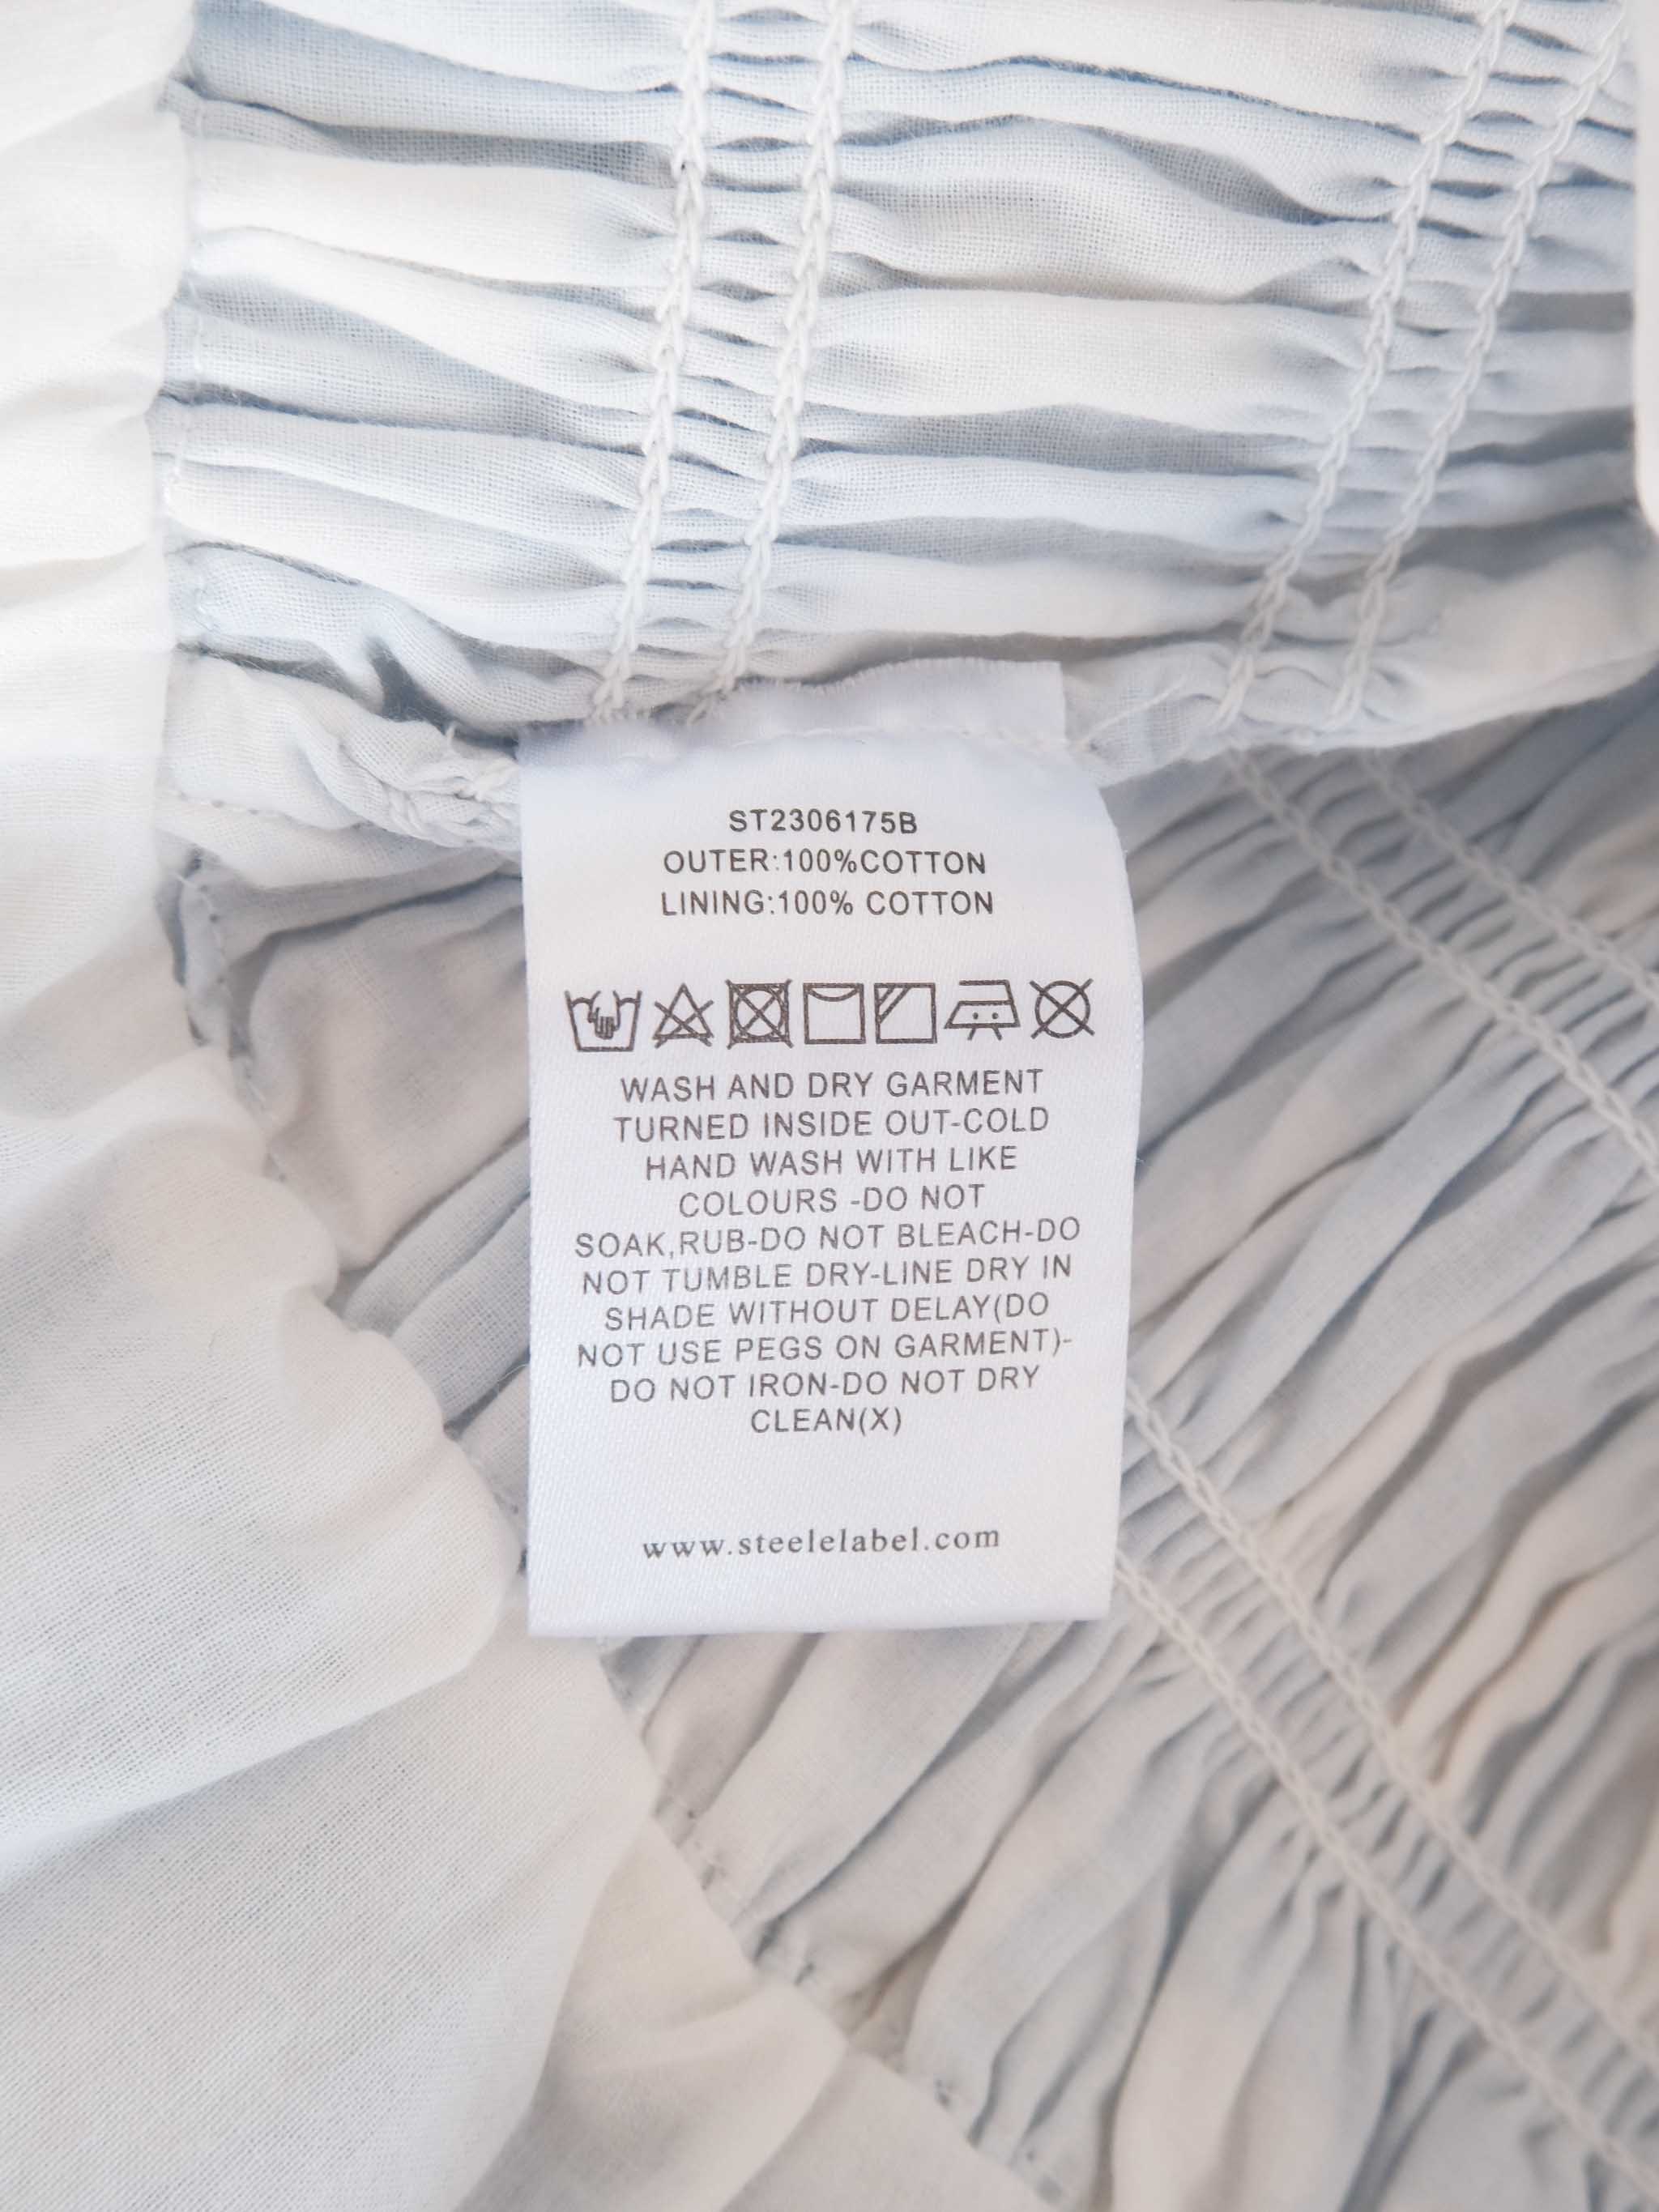 ST2306175B
OUTER:100%COTTON
LINING:100% COTTON
WASH AND DRY GARMENT
TURNED INSIDE OUT-COLD
HAND WASH WITH LIKE
COLOURS -DO NOT
SOAK,RUB-DO NOT BLEACH-DO
NOT TUMBLE DRY-LINE DRY IN
SHADE WITHOUT DELAY(DO
NOT USE PEGS ON GARMENT)-
DO NOT IRON-DO NOT DRY
CLEAN(X)
www.steelelabel.com